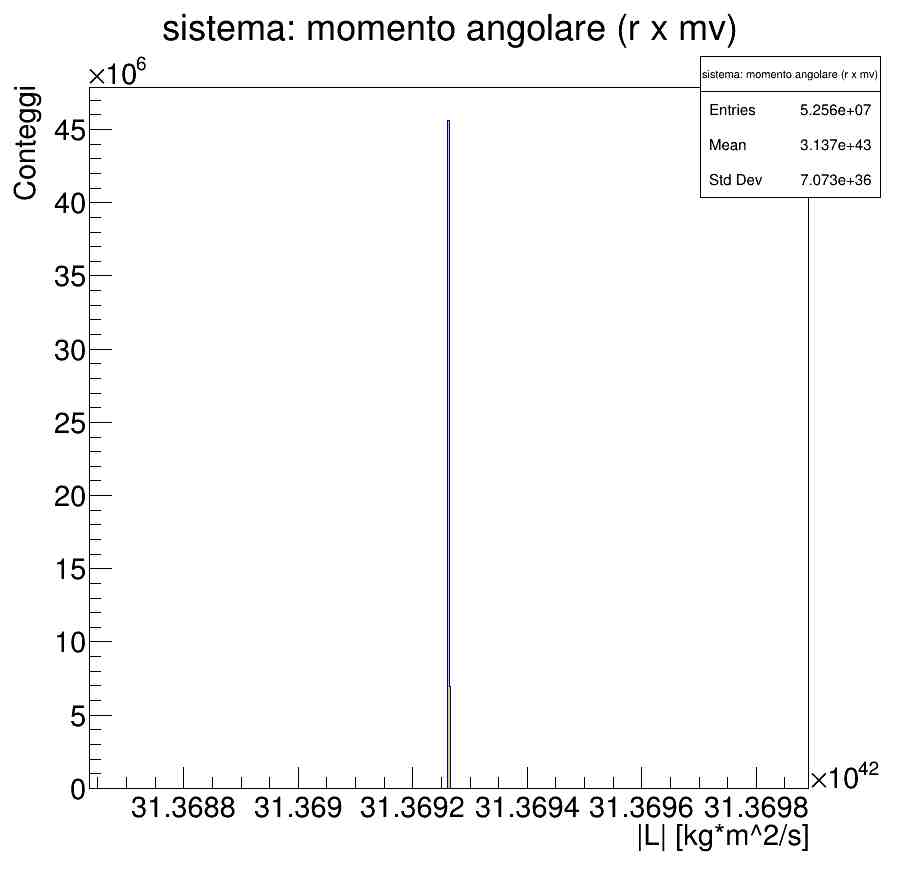 sistema: momento angolare (r x mv)
×10^6
sistema: momento angolare (r x mv)
Entries 5.256e+07
Mean 3.137e+43
Std Dev 7.073e+36
Conteggi
45
40
35
30
25
20
15
10
5
0
31.3688 31.369 31.3692 31.3694 31.3696 31.3698
×10^42
|L| [kg*m^2/s]